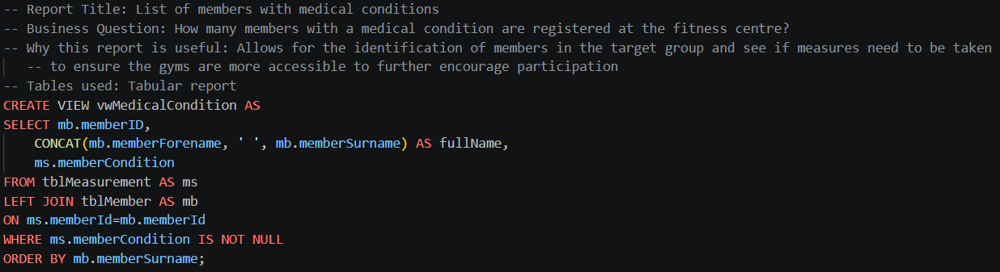 -- Report Title: List of members with medical conditions
-- Business Question: How many members with a medical condition are registered at the fitness centre?
-- Why this report is useful: Allows for the identification of members in the target group and see if measures need to be taken
-- to ensure the gyms are more accessible to further encourage participation
-- Tables used: Tabular report
CREATE VIEW vwMedicalCondition AS
SELECT mb.memberID,
CONCAT(mb.memberForename, ' ', mb.memberSurname) AS fullName,
ms.memberCondition
FROM tblMeasurement AS ms
LEFT JOIN tblMember AS mb
ON ms.memberId=mb.memberId
WHERE ms.memberCondition IS NOT NULL
ORDER BY mb.memberSurname;